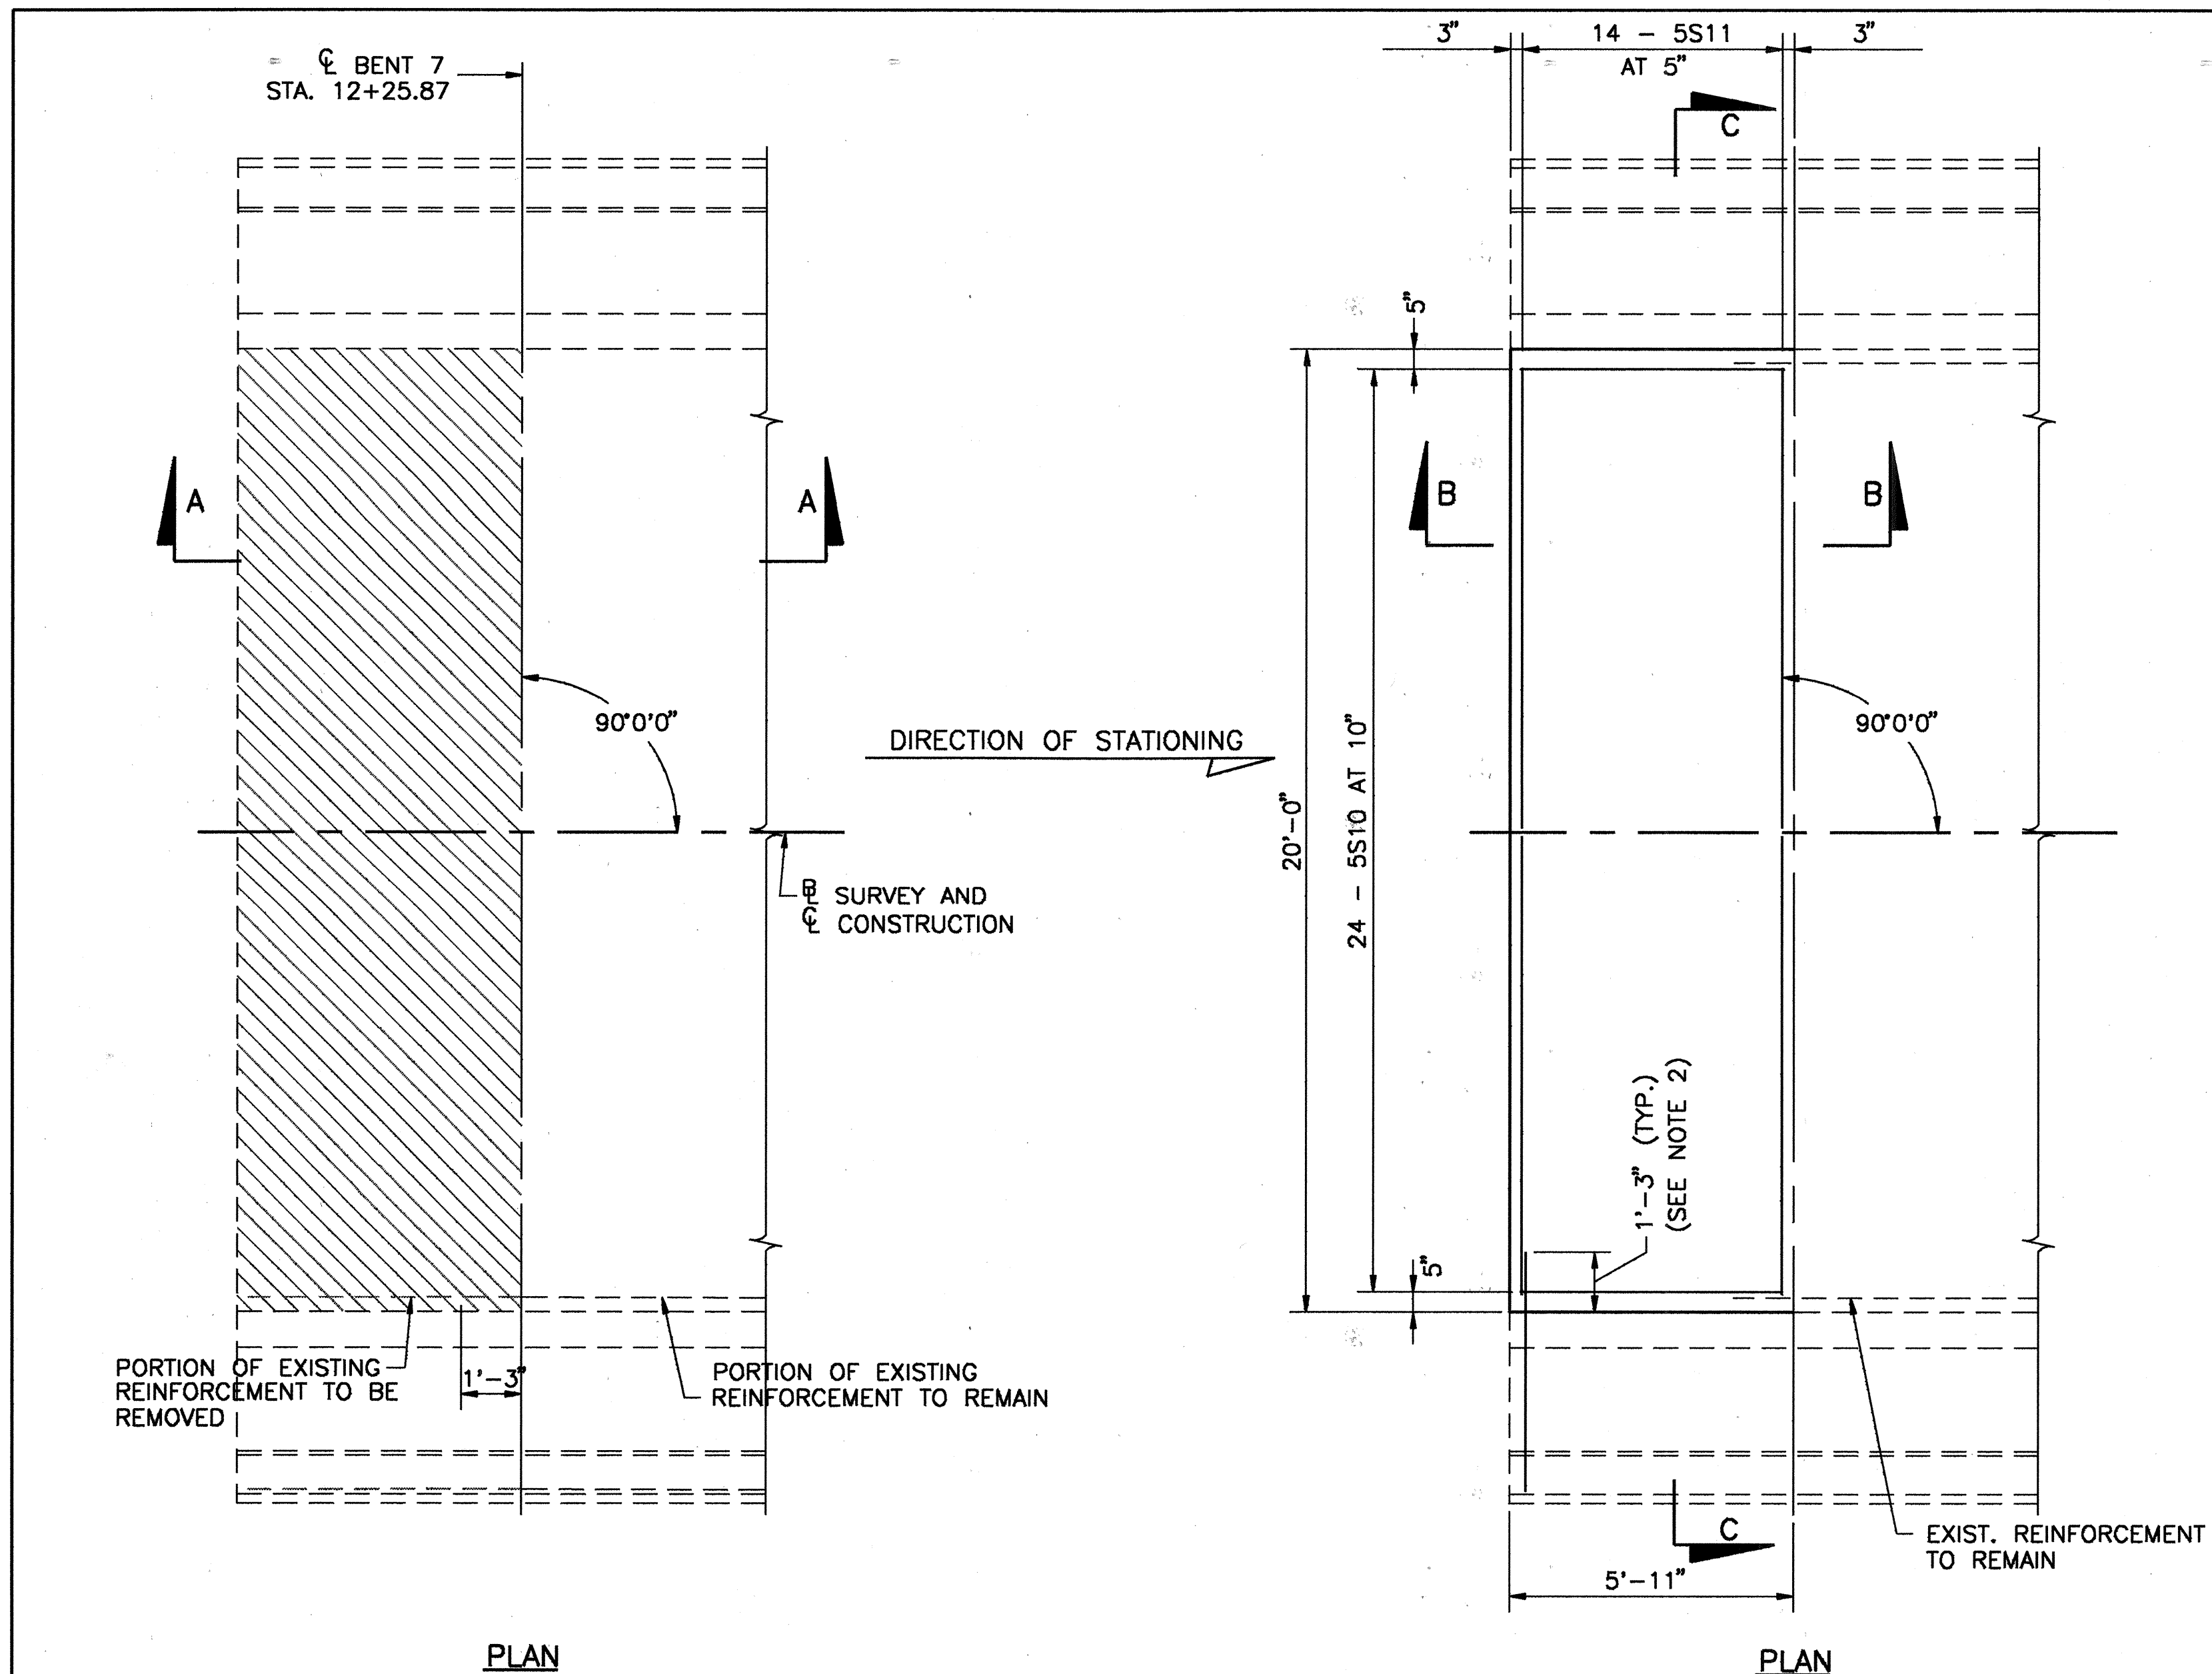 ℄ BENT 7
STA. 12+25.87
A
A
90°0'0"
DIRECTION OF STATIONING
℄ SURVEY AND
℄ CONSTRUCTION
PORTION OF EXISTING
REINFORCEMENT TO BE
REMOVED
1'-3"
PORTION OF EXISTING
REINFORCEMENT TO REMAIN
PLAN
3"
14 - 5S11
AT 5"
3"
C
5"
B
B
90°0'0"
20'-0"
24 - 5S10 AT 10"
1'-3" (TYP.)
(SEE NOTE 2)
5"
C
5'-11"
EXIST. REINFORCEMENT
TO REMAIN
PLAN